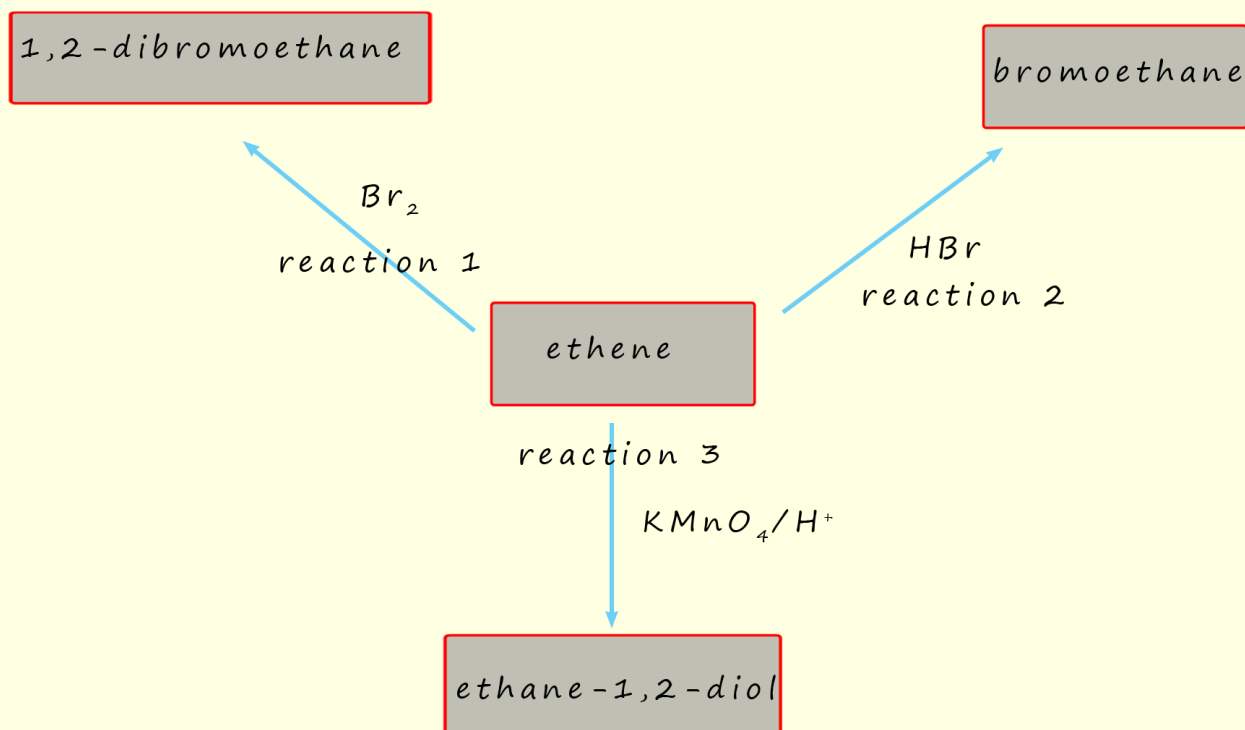 1,2-dibromoethane
bromoethane
Br₂
reaction 1
HBr
reaction 2
ethene
reaction 3
KMnO₄/H⁺
ethane-1,2-diol